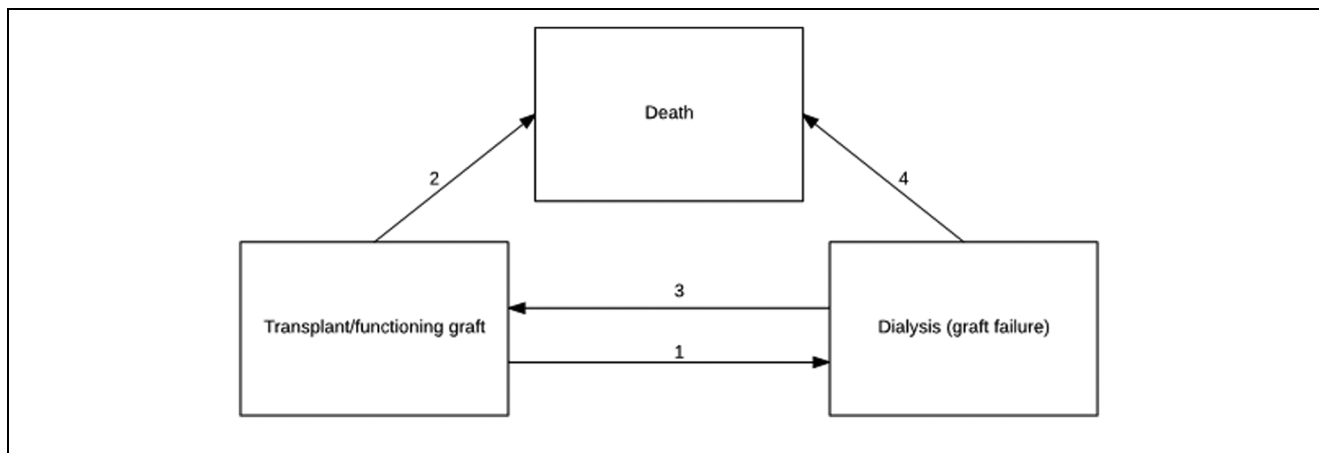 Death
2
4
3
Transplant/functioning graft
Dialysis (graft failure)
1